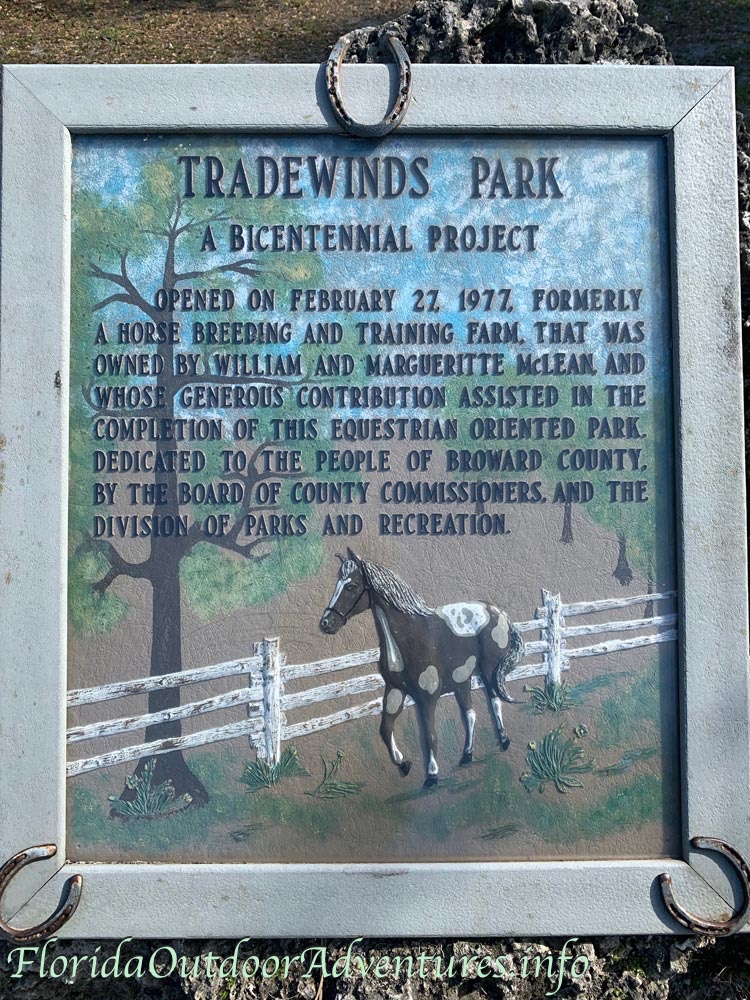 TRADEWINDS PARK
A BICENTENNIAL PROJECT
OPENED ON FEBRUARY 27, 1977, FORMERLY
A HORSE BREEDING AND TRAINING FARM, THAT WAS
OWNED BY WILLIAM AND MARGUERITTE McLEAN, AND
WHOSE GENEROUS CONTRIBUTION ASSISTED IN THE
COMPLETION OF THIS EQUESTRIAN ORIENTED PARK.
DEDICATED TO THE PEOPLE OF BROWARD COUNTY,
BY THE BOARD OF COUNTY COMMISSIONERS, AND THE
DIVISION OF PARKS AND RECREATION.
FloridaOutdoorAdventures.info